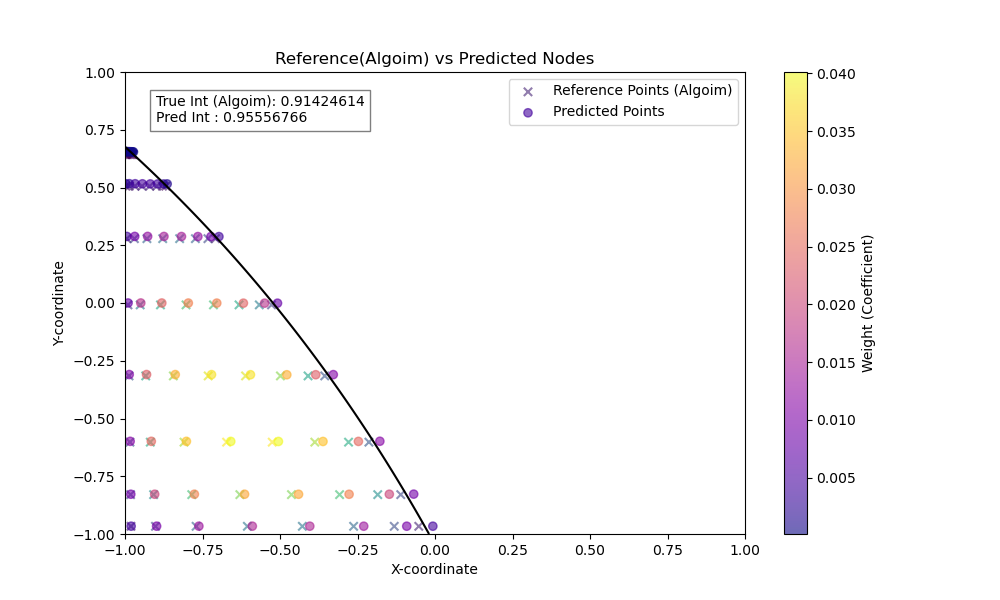 Reference(Algoim) vs Predicted Nodes
True Int (Algoim): 0.91424614
Pred Int : 0.95556766
Reference Points (Algoim)
Predicted Points
1.00
0.75
0.50
0.25
0.00
−0.25
−0.50
−0.75
−1.00
Y-coordinate
−1.00 −0.75 −0.50 −0.25 0.00 0.25 0.50 0.75 1.00
X-coordinate
0.040
0.035
0.030
0.025
0.020
0.015
0.010
0.005
Weight (Coefficient)